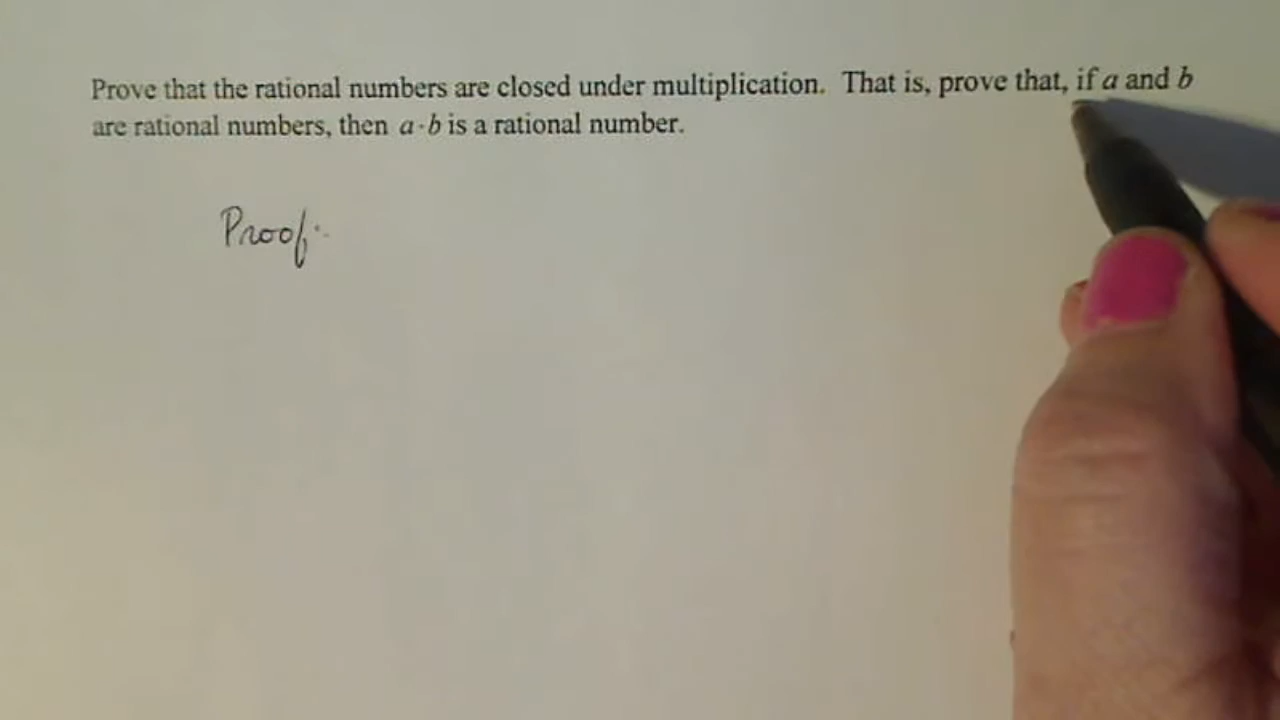 Prove that the rational numbers are closed under multiplication. That is, prove that, if a and b
are rational numbers, then a·b is a rational number.
Proof: